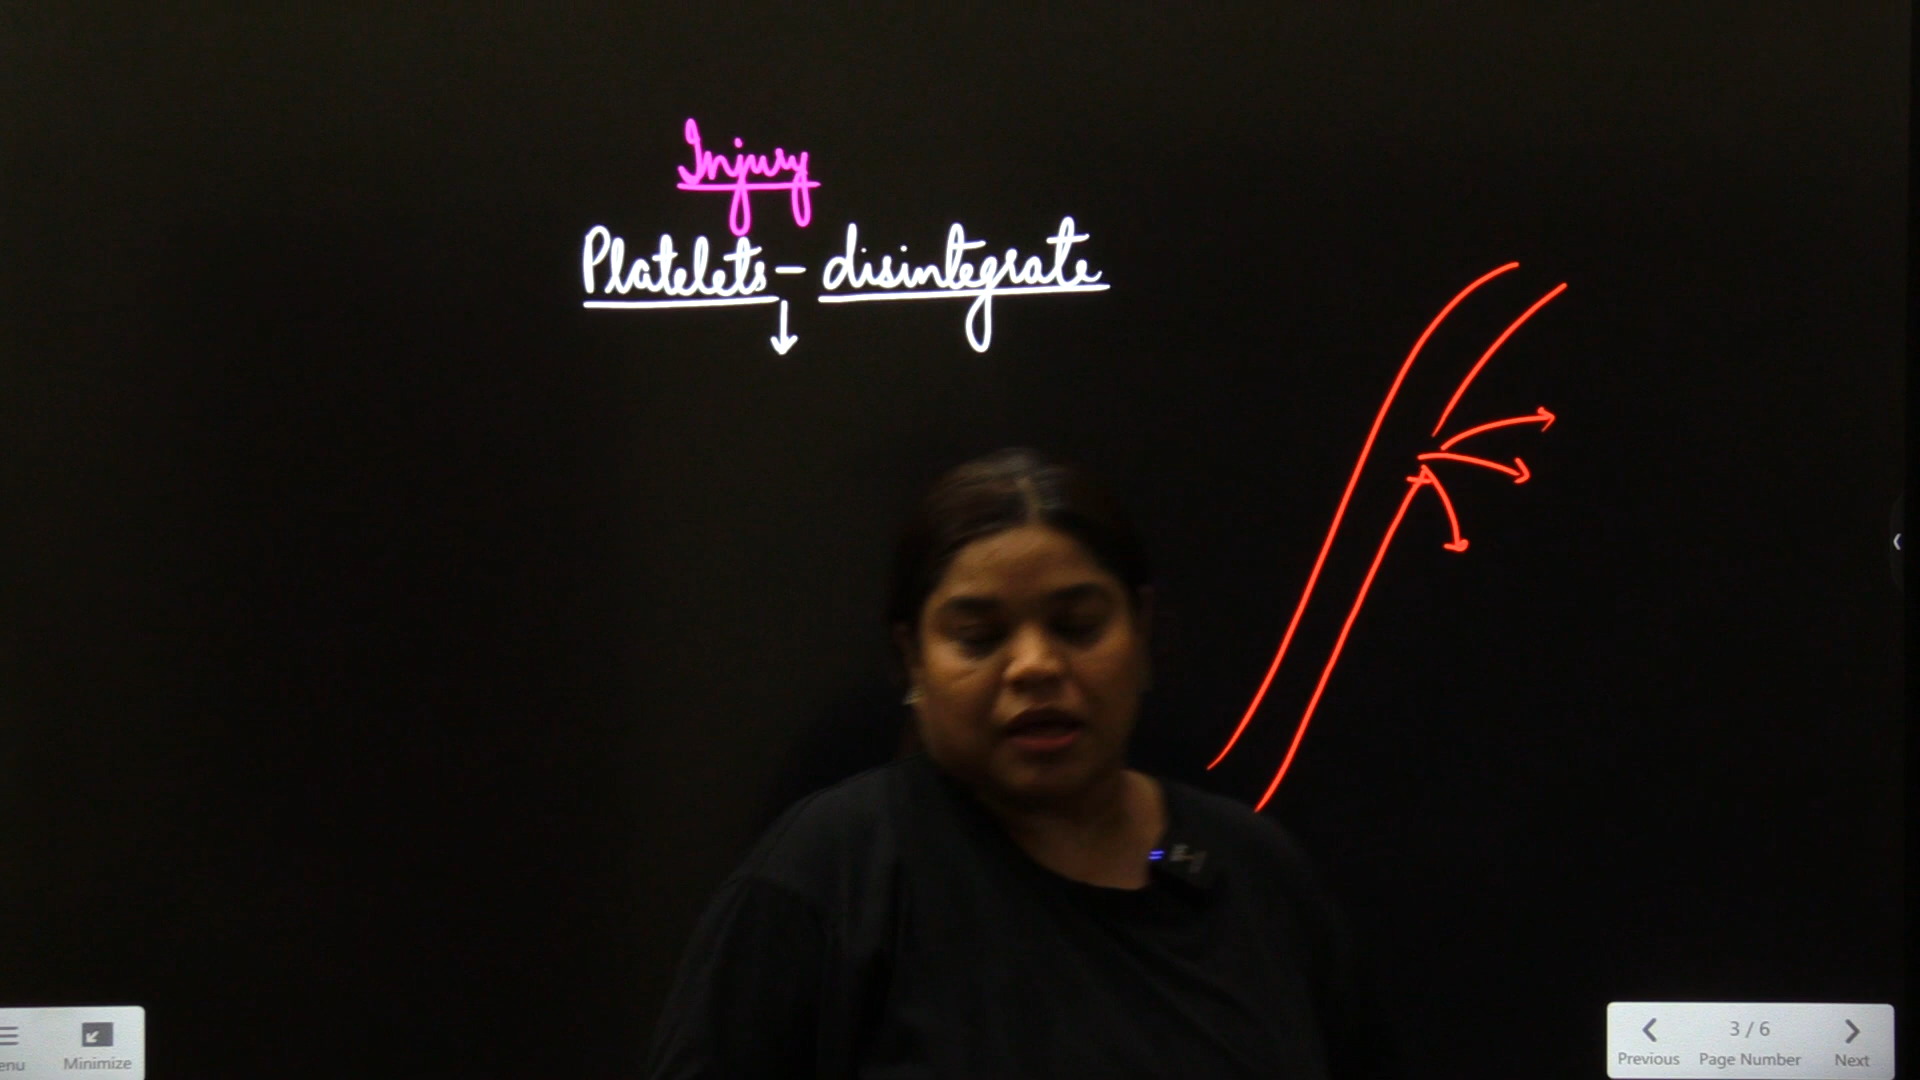 Injury
Platelets - disintegrate
enu
Minimize
3 / 6
Previous Page Number Next